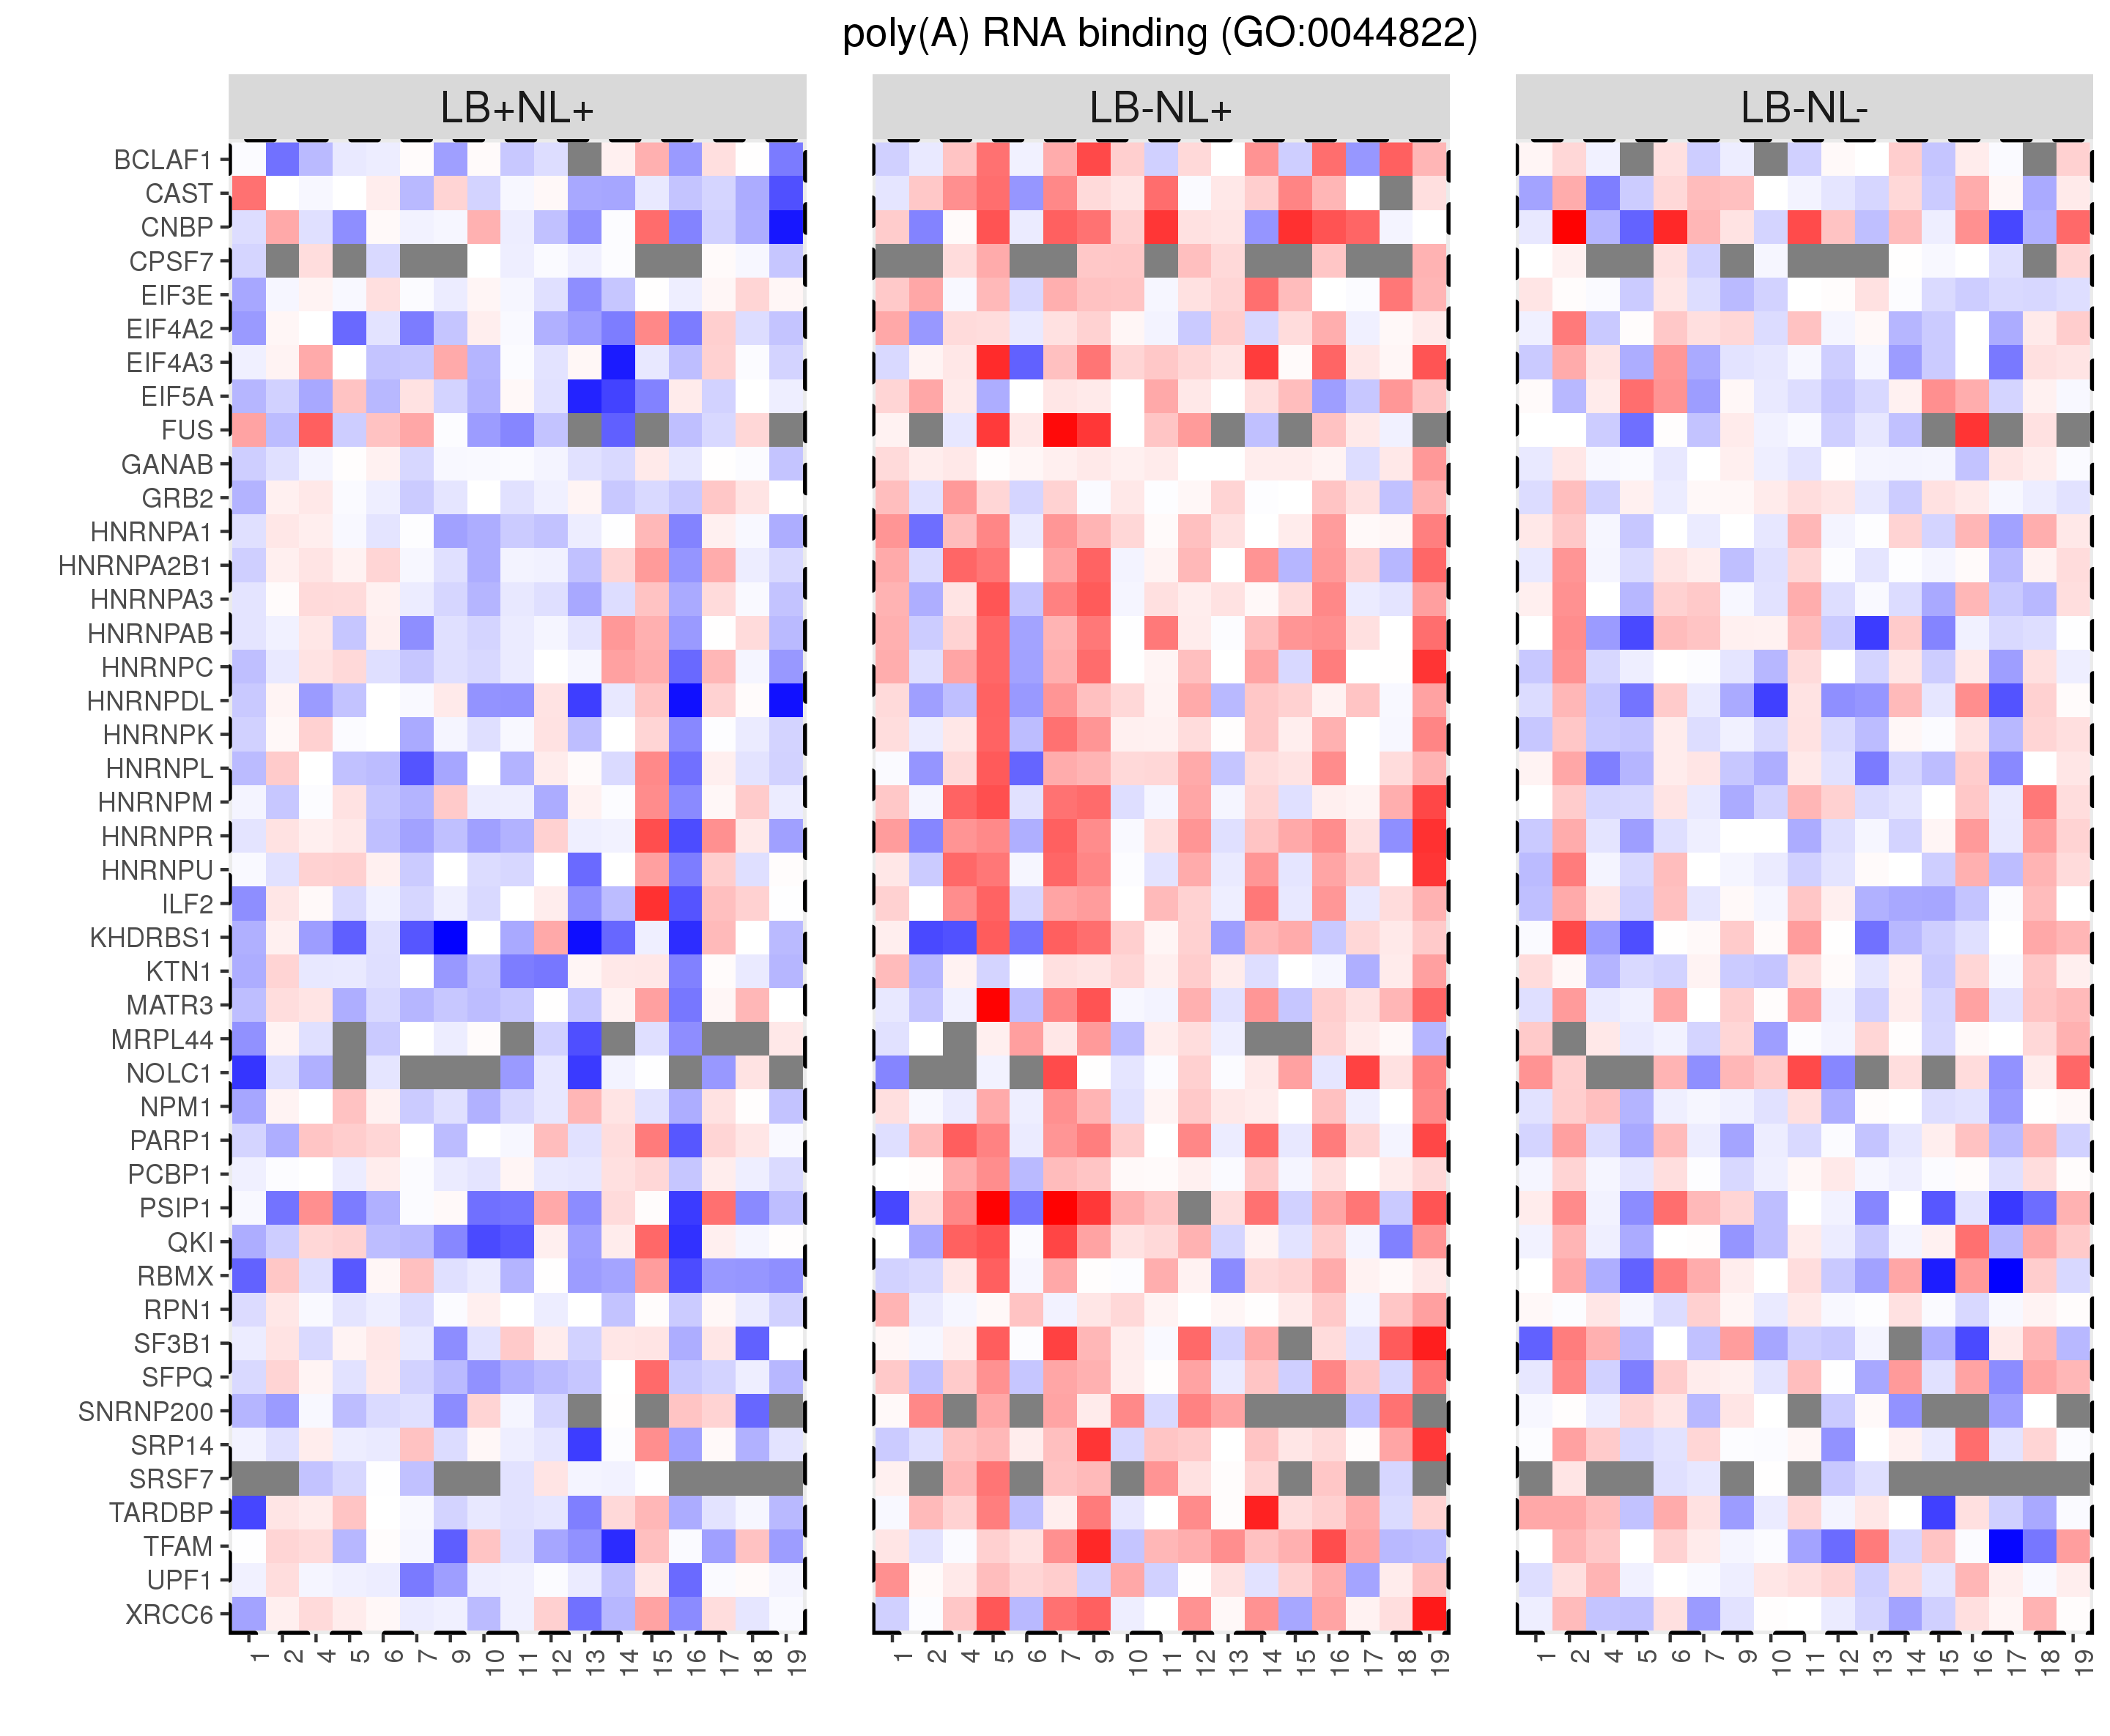 poly(A) RNA binding (GO:0044822)
LB+NL+ LB-NL+ LB-NL-
BCLAF1
CAST
CNBP
CPSF7
EIF3E
EIF4A2
EIF4A3
EIF5A
FUS
GANAB
GRB2
HNRNPA1
HNRNPA2B1
HNRNPA3
HNRNPAB
HNRNPC
HNRNPDL
HNRNPK
HNRNPL
HNRNPM
HNRNPR
HNRNPU
ILF2
KHDRBS1
KTN1
MATR3
MRPL44
NOLC1
NPM1
PARP1
PCBP1
PSIP1
QKI
RBMX
RPN1
SF3B1
SFPQ
SNRNP200
SRP14
SRSF7
TARDBP
TFAM
UPF1
XRCC6
1 2 4 5 6 7 9 10 11 12 13 14 15 16 17 18 19 1 2 4 5 6 7 9 10 11 12 13 14 15 16 17 18 19 1 2 4 5 6 7 9 10 11 12 13 14 15 16 17 18 19